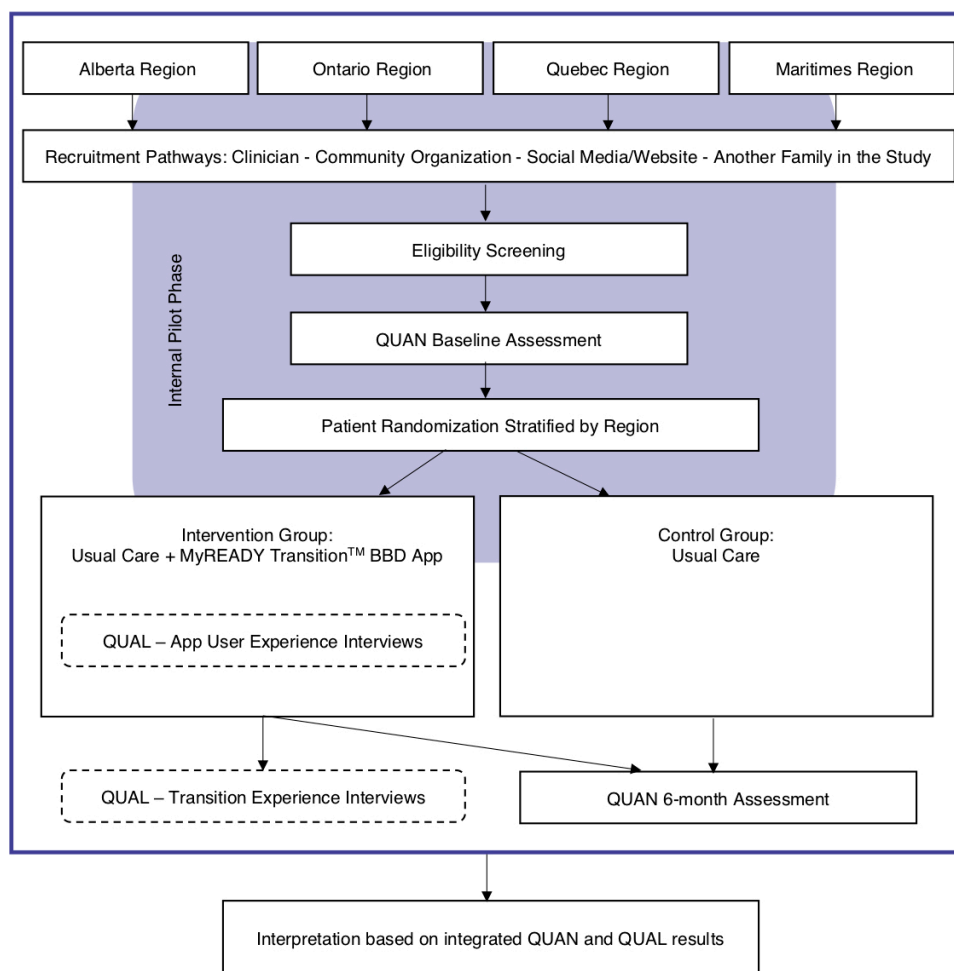 Alberta Region
Ontario Region
Quebec Region
Maritimes Region
Recruitment Pathways: Clinician - Community Organization - Social Media/Website - Another Family in the Study
Internal Pilot Phase
Eligibility Screening
QUAN Baseline Assessment
Patient Randomization Stratified by Region
Intervention Group:
Usual Care + MyREADY Transition™ BBD App
QUAL – App User Experience Interviews
Control Group:
Usual Care
QUAL – Transition Experience Interviews
QUAN 6-month Assessment
Interpretation based on integrated QUAN and QUAL results